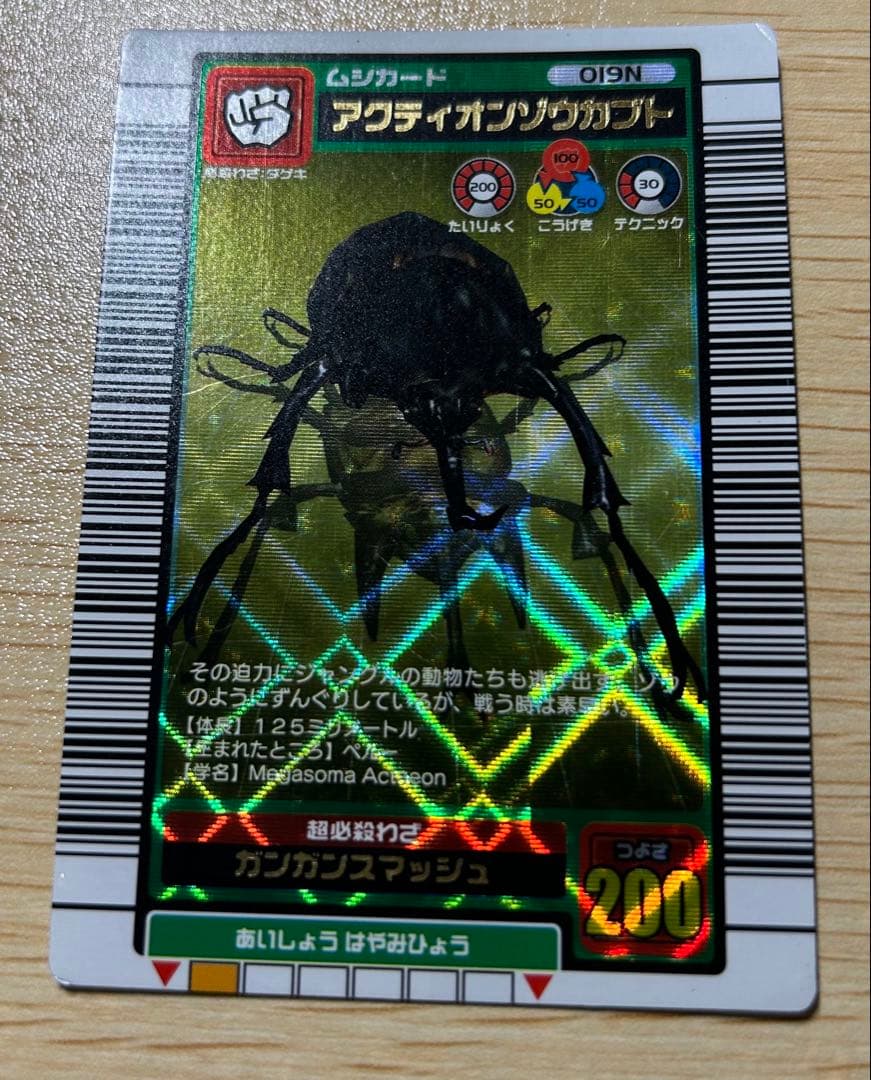 ムシカード
019N
アクティオンゾウカブト
必殺わざ:ダゲキ
200
100
50
50
30
たいりょく
こうげき
テクニック
その迫力にジャングルの動物たちも逃げ出す。ゾウ
のようにずんぐりしているが、戦う時は素早い。
【体長】125ミリメートル
【生まれたところ】ペルー
【学名】Megasoma Actaeon
超必殺わざ
ガンガンスマッシュ
つよさ
200
あいしょう はやみひょう